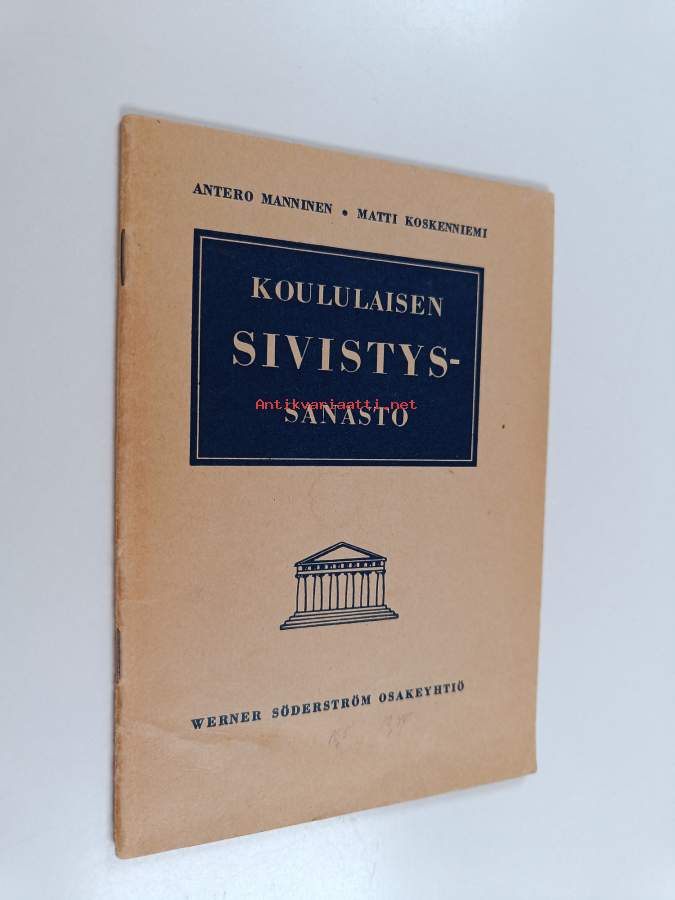 ANTERO MANNINEN • MATTI KOSKENNIEMI
KOULULAISEN
SIVISTYS-
Antikvariaatti.net
SANASTO
WERNER SÖDERSTRÖM OSAKEYHTIÖ